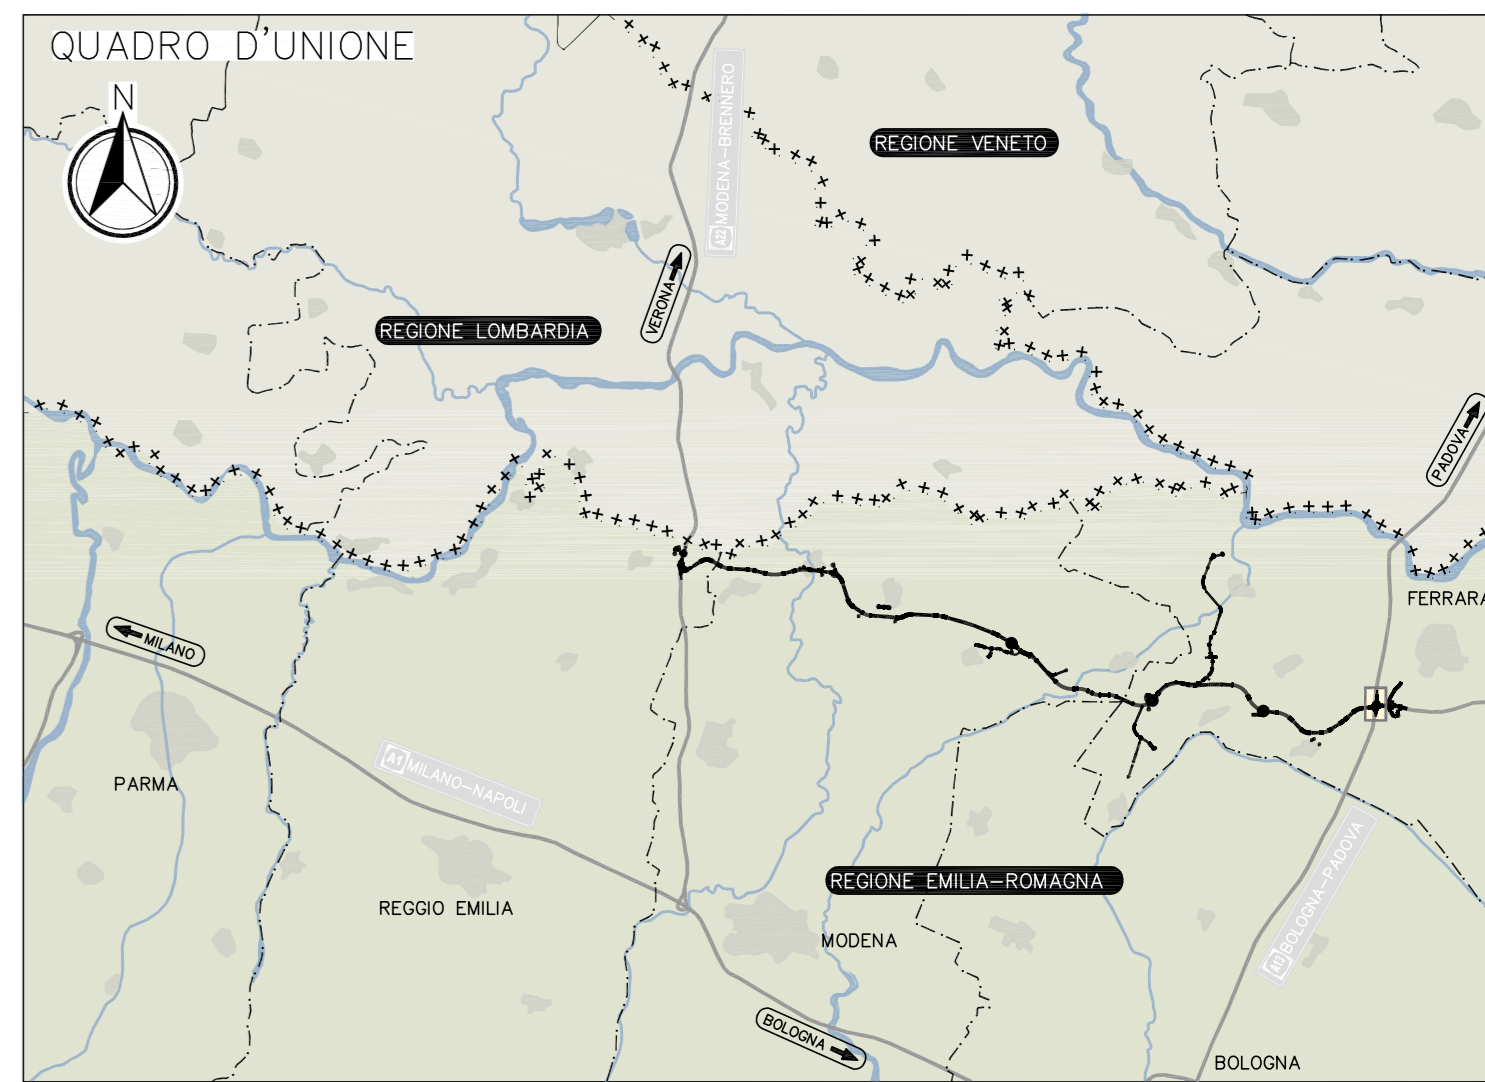 QUADRO D'UNIONE
N
A22 MODENA-BRENNERO
REGIONE VENETO
VERONA
REGIONE LOMBARDIA
PADOVA
FERRARA
MILANO
A1 MILANO-NAPOLI
PARMA
REGIONE EMILIA-ROMAGNA
A13 BOLOGNA-PADOVA
REGGIO EMILIA
MODENA
BOLOGNA
BOLOGNA